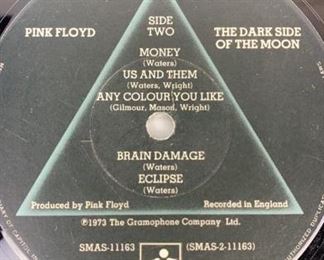 PINK FLOYD
SIDE
TWO
THE DARK SIDE
OF THE MOON
MONEY
(Waters)
US AND THEM
(Waters, Wright)
ANY COLOUR YOU LIKE
(Gilmour, Mason, Wright)
BRAIN DAMAGE
(Waters)
ECLIPSE
(Waters)
Produced by Pink Floyd
Recorded in England
℗1973 The Gramophone Company Ltd.
SMAS-11163
(SMAS-2-11163)